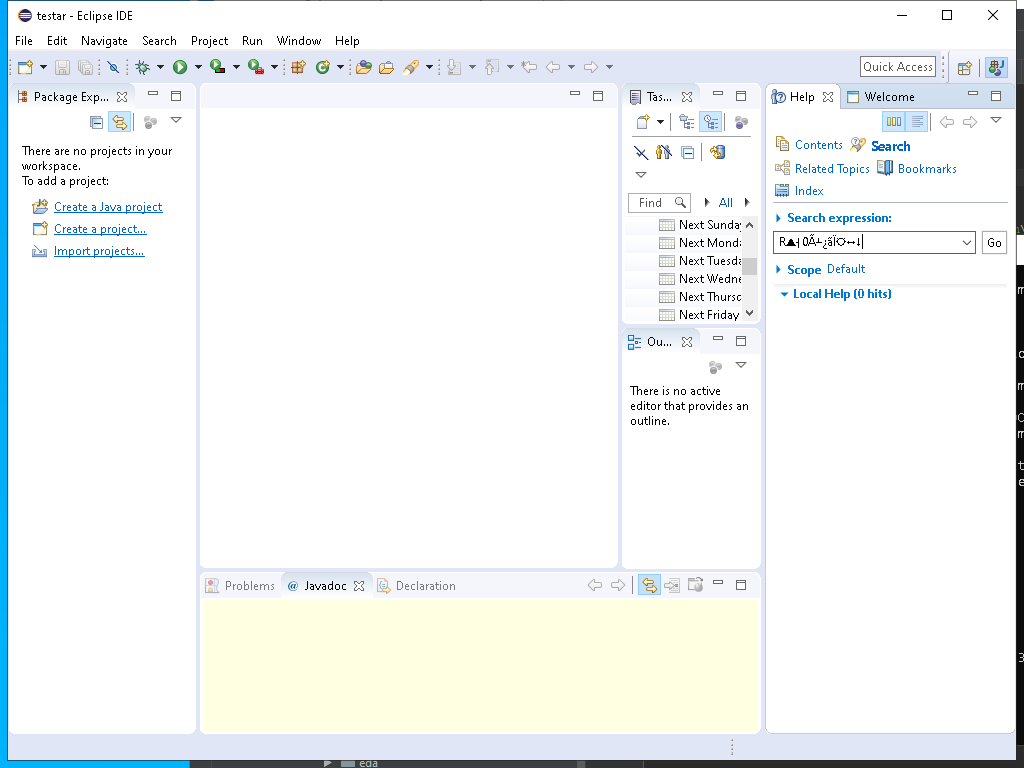 testar - Eclipse IDE
File Edit Navigate Search Project Run Window Help
Quick Access
Package Exp...
There are no projects in your
workspace.
To add a project:
Create a Java project
Create a project...
Import projects...
Tas...
Find
All
Next Sunday
Next Monda
Next Tuesda
Next Wedne
Next Thursd
Next Friday
Ou...
There is no active
editor that provides an
outline.
Help
Welcome
Contents
Search
Related Topics
Bookmarks
Index
Search expression:
Go
Scope Default
Local Help (0 hits)
Problems
@ Javadoc
Declaration
eda